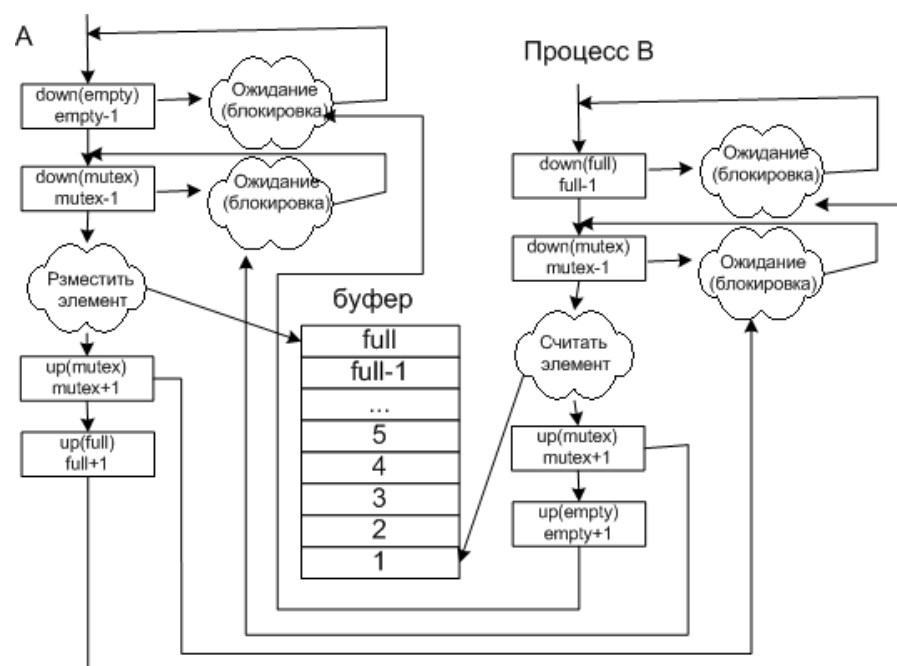 А
down(empty)
empty-1
Ожидание
(блокировка)
down(mutex)
mutex-1
Ожидание
(блокировка)
Рзместить
элемент
up(mutex)
mutex+1
up(full)
full+1
буфер
full
full-1
...
5
4
3
2
1
Процесс В
down(full)
full-1
Ожидание
(блокировка)
down(mutex)
mutex-1
Ожидание
(блокировка)
Считать
элемент
up(mutex)
mutex+1
up(empty)
empty+1